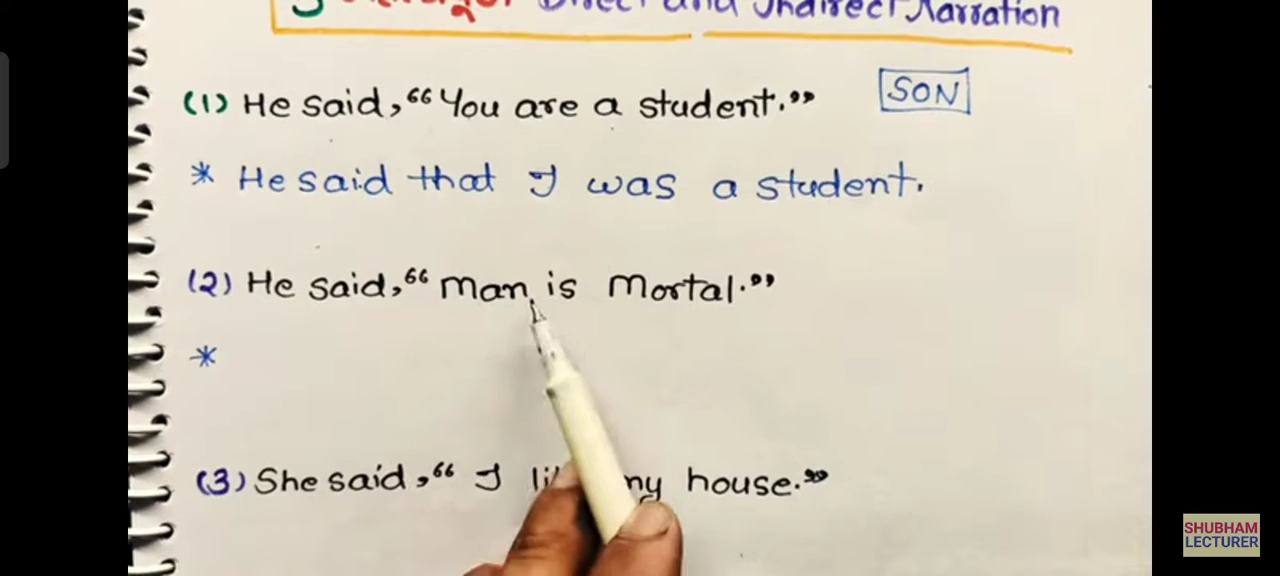 Direct and Indirect Narration
(1) He said, “You are a student.” SON
* He said that I was a student.
(2) He said, “Man is Mortal.”
*
(3) She said, “I my house.”
SHUBHAM
LECTURER